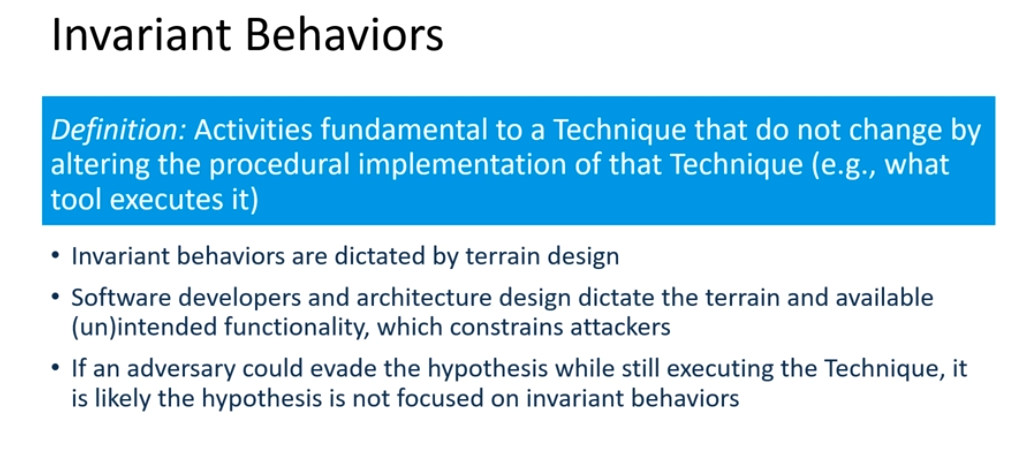 Invariant Behaviors
Definition: Activities fundamental to a Technique that do not change by
altering the procedural implementation of that Technique (e.g., what
tool executes it)
• Invariant behaviors are dictated by terrain design
• Software developers and architecture design dictate the terrain and available
(un)intended functionality, which constrains attackers
• If an adversary could evade the hypothesis while still executing the Technique, it
is likely the hypothesis is not focused on invariant behaviors